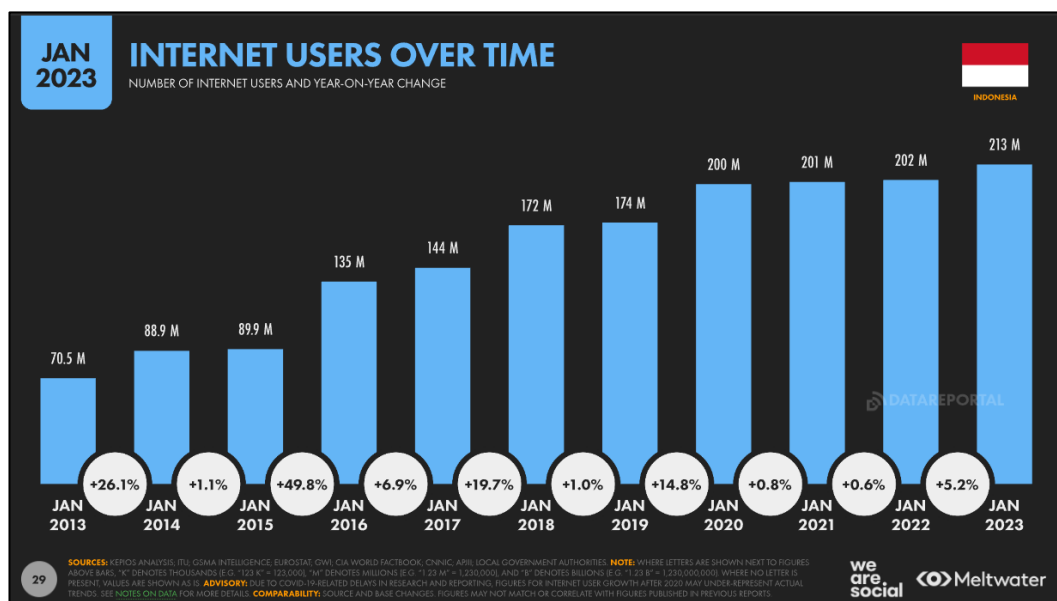 JAN
2023
INTERNET USERS OVER TIME
NUMBER OF INTERNET USERS AND YEAR-ON-YEAR CHANGE
INDONESIA
70.5 M
88.9 M
89.9 M
135 M
144 M
172 M
174 M
200 M
201 M
202 M
213 M
DATAREPORTAL
+26.1%
+1.1%
+49.8%
+6.9%
+19.7%
+1.0%
+14.8%
+0.8%
+0.6%
+5.2%
JAN
2013
JAN
2014
JAN
2015
JAN
2016
JAN
2017
JAN
2018
JAN
2019
JAN
2020
JAN
2021
JAN
2022
JAN
2023
29
SOURCES: KEPIOS ANALYSIS; ITU; GSMA INTELLIGENCE; EUROSTAT; OWI; CIA WORLD FACTBOOK; CNNIC; APJII; LOCAL GOVERNMENT AUTHORITIES. NOTE: WHERE LETTERS ARE SHOWN NEXT TO FIGURES
ABOVE BARS, "K" DENOTES THOUSANDS (E.G. "123 K" = 123,000), "M" DENOTES MILLIONS (E.G. "1.23 M" = 1,230,000), AND "B" DENOTES BILLIONS (E.G. "1.23 B" = 1,230,000,000). WHERE NO LETTER IS
PRESENT, VALUES ARE SHOWN AS IS. ADVISORY: DUE TO COVID-19-RELATED DELAYS IN RESEARCH AND REPORTING, FIGURES FOR INTERNET USER GROWTH AFTER 2020 MAY UNDER-REPRESENT ACTUAL
TRENDS. SEE NOTES ON DATA FOR MORE DETAILS. COMPARABILITY: SOURCE AND BASE CHANGES. FIGURES MAY NOT MATCH OR CORRELATE WITH FIGURES PUBLISHED IN PREVIOUS REPORTS.
we
are
social
Meltwater